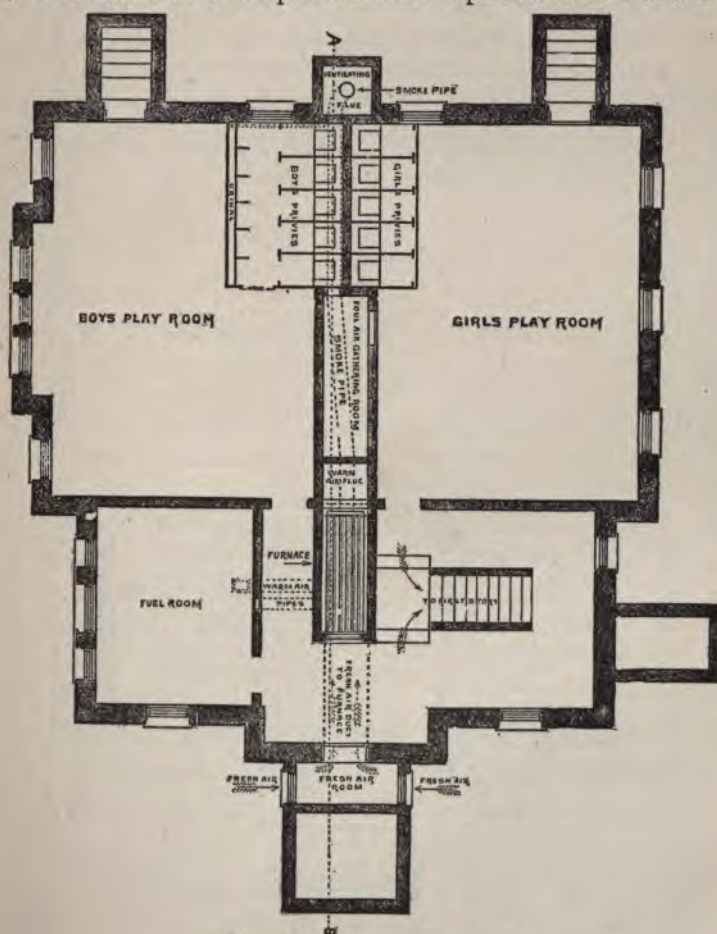 A
VENTILATING
FLUE
SMOKE PIPE
URINAL
BOYS PRIVIES
GIRLS PRIVIES
BOYS PLAY ROOM
GIRLS PLAY ROOM
FOUL AIR GATHERING ROOM
SMOKE PIPE
WARM
AIR FLUE
FURNACE
WARM AIR
PIPES
FUEL ROOM
TO FIRST STORY
FRESH AIR DUCT
TO FURNACE
FRESH AIR
FRESH AIR
ROOM
FRESH AIR
B